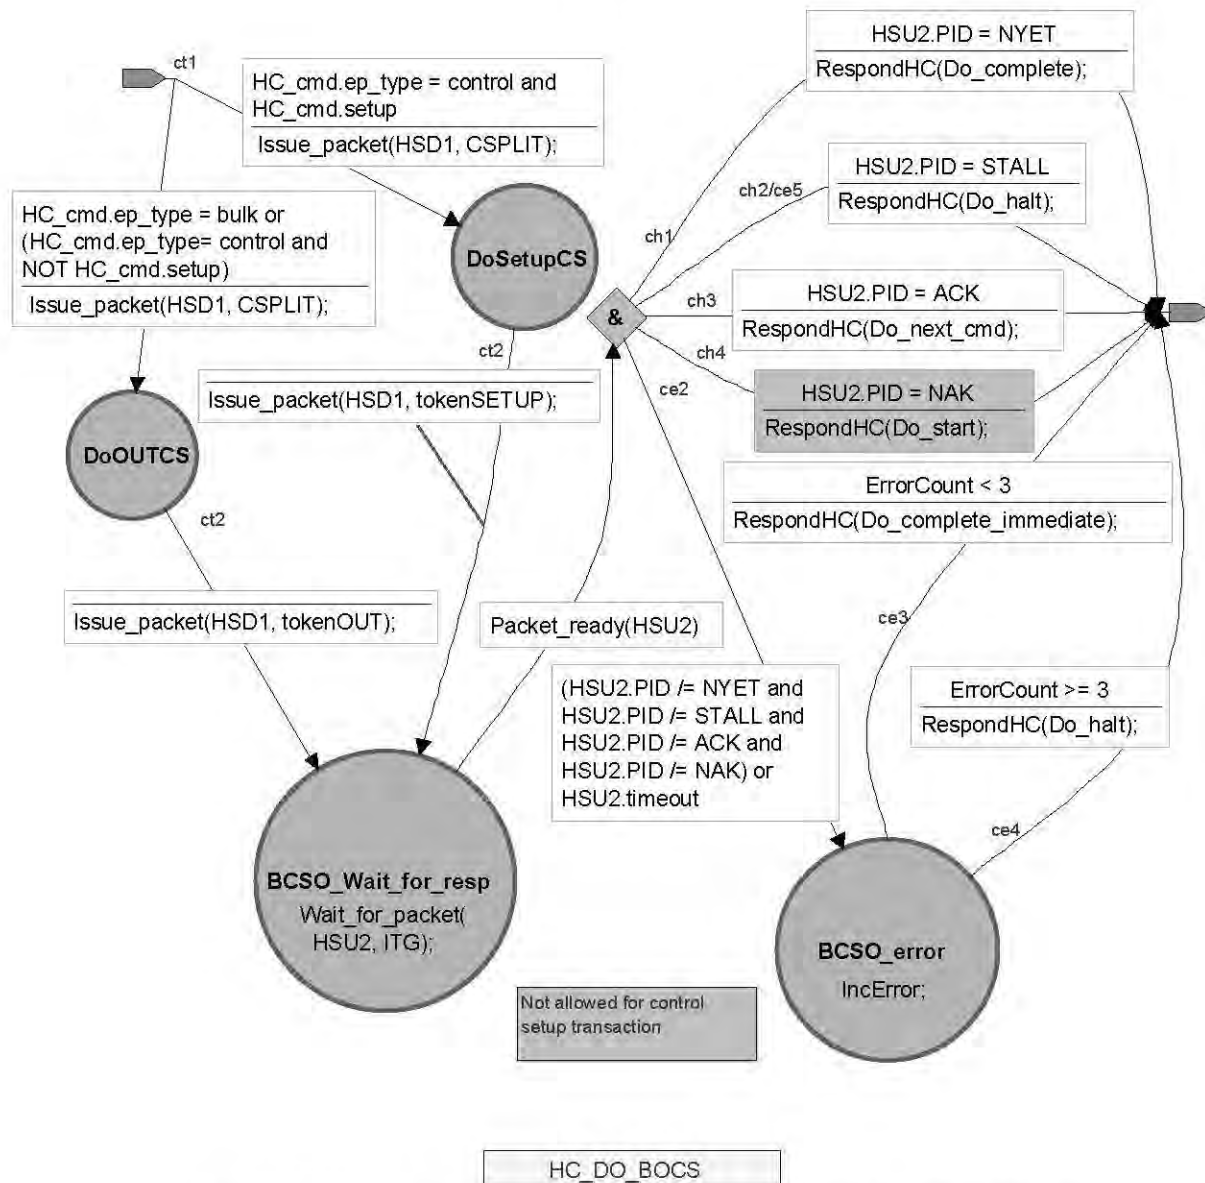 ct1
HC_cmd.ep_type = control and
HC_cmd.setup
Issue_packet(HSD1, CSPLIT);
HC_cmd.ep_type = bulk or
(HC_cmd.ep_type= control and
NOT HC_cmd.setup)
Issue_packet(HSD1, CSPLIT);
DoSetupCS
DoOUTCS
ct2
Issue_packet(HSD1, tokenSETUP);
ct2
Issue_packet(HSD1, tokenOUT);
BCSO_Wait_for_resp
Wait_for_packet(
HSU2, ITG);
Packet_ready(HSU2)
&
ch1
HSU2.PID = NYET
RespondHC(Do_complete);
ch2/ce5
HSU2.PID = STALL
RespondHC(Do_halt);
ch3
HSU2.PID = ACK
RespondHC(Do_next_cmd);
ch4
HSU2.PID = NAK
RespondHC(Do_start);
ce2
(HSU2.PID /= NYET and
HSU2.PID /= STALL and
HSU2.PID /= ACK and
HSU2.PID /= NAK) or
HSU2.timeout
ErrorCount < 3
RespondHC(Do_complete_immediate);
ce3
ErrorCount >= 3
RespondHC(Do_halt);
ce4
BCSO_error
IncError;
Not allowed for control
setup transaction
HC_DO_BOCS